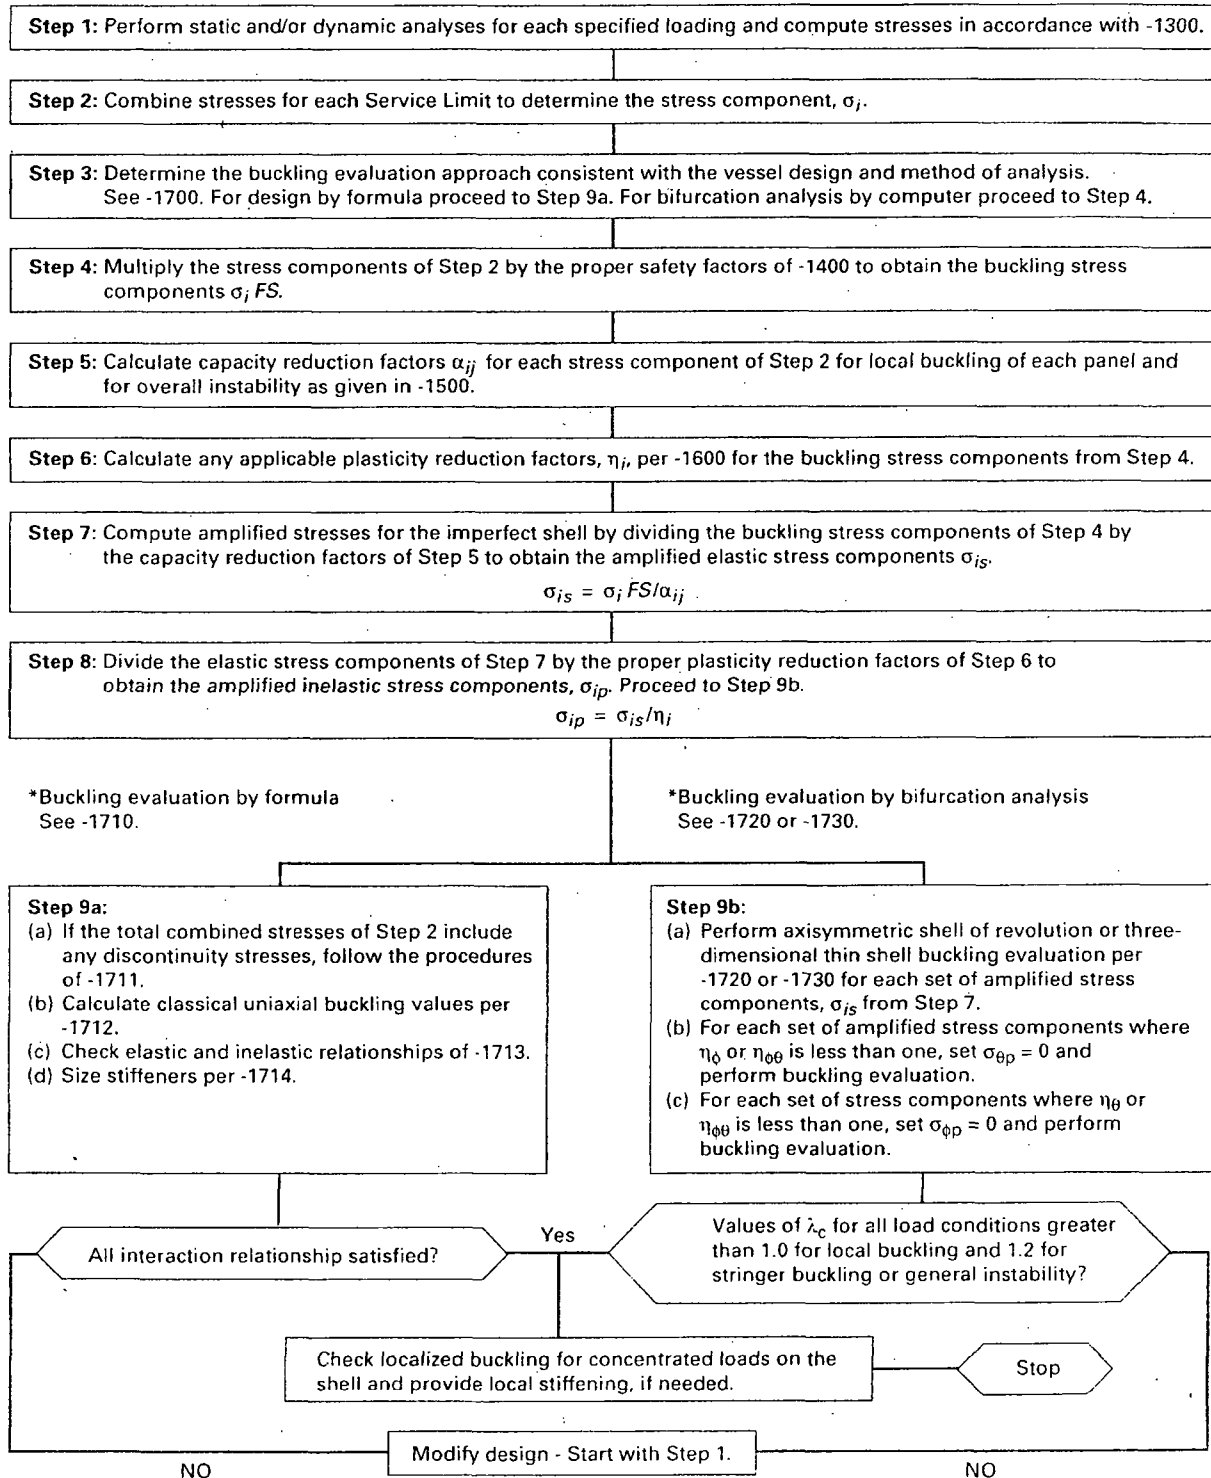 Step 1: Perform static and/or dynamic analyses for each specified loading and compute stresses in accordance with -1300.
Step 2: Combine stresses for each Service Limit to determine the stress component, σi.
Step 3: Determine the buckling evaluation approach consistent with the vessel design and method of analysis.
See -1700. For design by formula proceed to Step 9a. For bifurcation analysis by computer proceed to Step 4.
Step 4: Multiply the stress components of Step 2 by the proper safety factors of -1400 to obtain the buckling stress
components σi FS.
Step 5: Calculate capacity reduction factors αij for each stress component of Step 2 for local buckling of each panel and
for overall instability as given in -1500.
Step 6: Calculate any applicable plasticity reduction factors, ηi, per -1600 for the buckling stress components from Step 4.
Step 7: Compute amplified stresses for the imperfect shell by dividing the buckling stress components of Step 4 by
the capacity reduction factors of Step 5 to obtain the amplified elastic stress components σis.
σis = σi FS/αij
Step 8: Divide the elastic stress components of Step 7 by the proper plasticity reduction factors of Step 6 to
obtain the amplified inelastic stress components, σip. Proceed to Step 9b.
σip = σis/ηi
*Buckling evaluation by formula
See -1710.
*Buckling evaluation by bifurcation analysis
See -1720 or -1730.
Step 9a:
(a) If the total combined stresses of Step 2 include
any discontinuity stresses, follow the procedures
of -1711.
(b) Calculate classical uniaxial buckling values per
-1712.
(c) Check elastic and inelastic relationships of -1713.
(d) Size stiffeners per -1714.
Step 9b:
(a) Perform axisymmetric shell of revolution or three-
dimensional thin shell buckling evaluation per
-1720 or -1730 for each set of amplified stress
components, σis from Step 7.
(b) For each set of amplified stress components where
ηϕ or ηϕθ is less than one, set σθp = 0 and
perform buckling evaluation.
(c) For each set of stress components where ηθ or
ηϕθ is less than one, set σϕp = 0 and perform
buckling evaluation.
All interaction relationship satisfied?
Yes
Values of λc for all load conditions greater
than 1.0 for local buckling and 1.2 for
stringer buckling or general instability?
Check localized buckling for concentrated loads on the
shell and provide local stiffening, if needed.
Stop
Modify design - Start with Step 1.
NO
NO